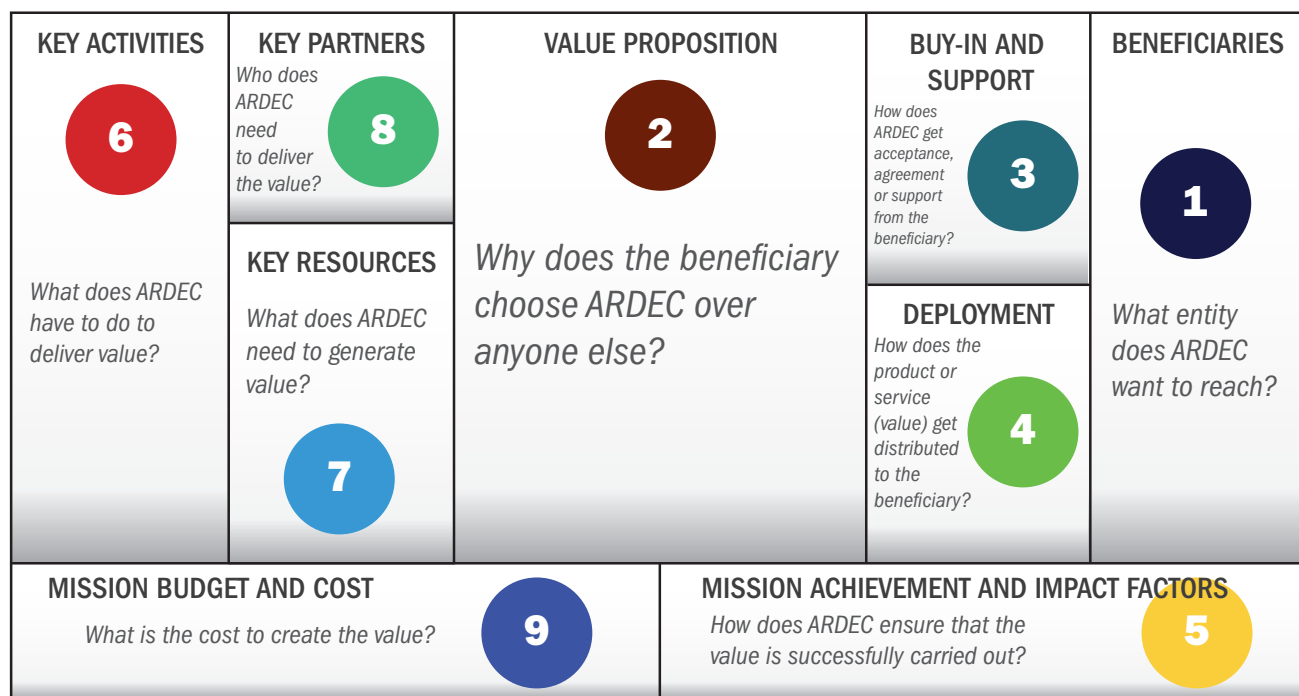 KEY ACTIVITIES
6
What does ARDEC
have to do to
deliver value?
KEY PARTNERS
Who does
ARDEC
need
to deliver
the value?
8
KEY RESOURCES
What does ARDEC
need to generate
value?
7
VALUE PROPOSITION
2
Why does the beneficiary
choose ARDEC over
anyone else?
BUY-IN AND
SUPPORT
How does
ARDEC get
acceptance,
agreement
or support
from the
beneficiary?
3
DEPLOYMENT
How does the
product or
service
(value) get
distributed
to the
beneficiary?
4
BENEFICIARIES
1
What entity
does ARDEC
want to reach?
MISSION BUDGET AND COST
What is the cost to create the value?
9
MISSION ACHIEVEMENT AND IMPACT FACTORS
How does ARDEC ensure that the
value is successfully carried out?
5